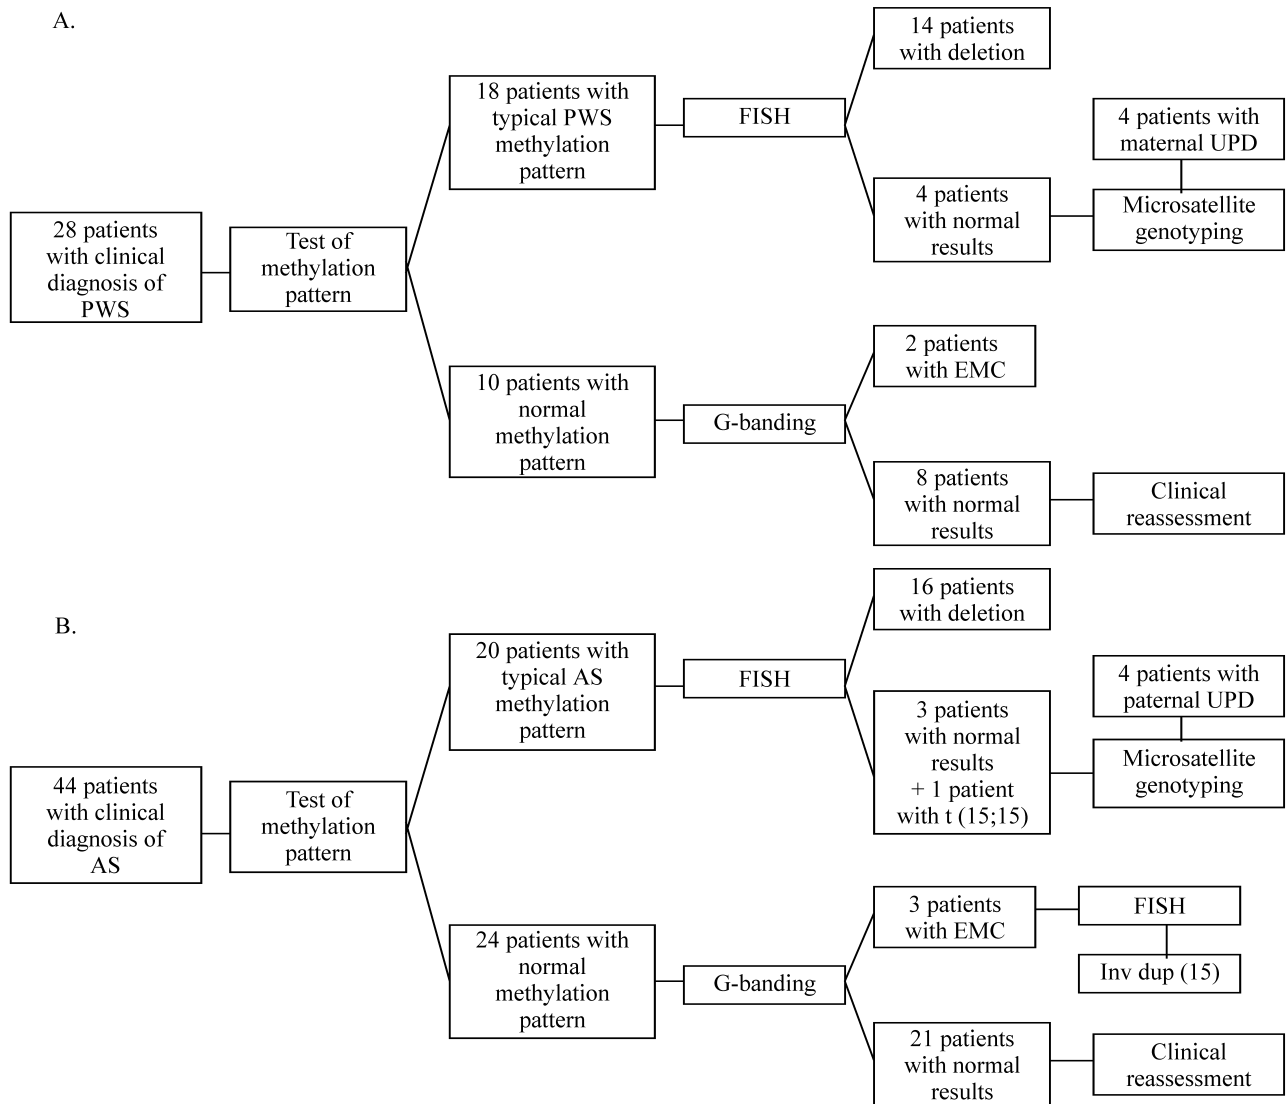 A.
28 patients
with clinical
diagnosis of
PWS
Test of
methylation
pattern
18 patients with
typical PWS
methylation
pattern
FISH
14 patients
with deletion
4 patients
with normal
results
4 patients with
maternal UPD
Microsatellite
genotyping
10 patients with
normal
methylation
pattern
G-banding
2 patients
with EMC
8 patients
with normal
results
Clinical
reassessment
B.
44 patients
with clinical
diagnosis of
AS
Test of
methylation
pattern
20 patients with
typical AS
methylation
pattern
FISH
16 patients
with deletion
3 patients
with normal
results
+ 1 patient
with t (15;15)
4 patients with
paternal UPD
Microsatellite
genotyping
24 patients with
normal
methylation
pattern
G-banding
3 patients
with EMC
FISH
Inv dup (15)
21 patients
with normal
results
Clinical
reassessment